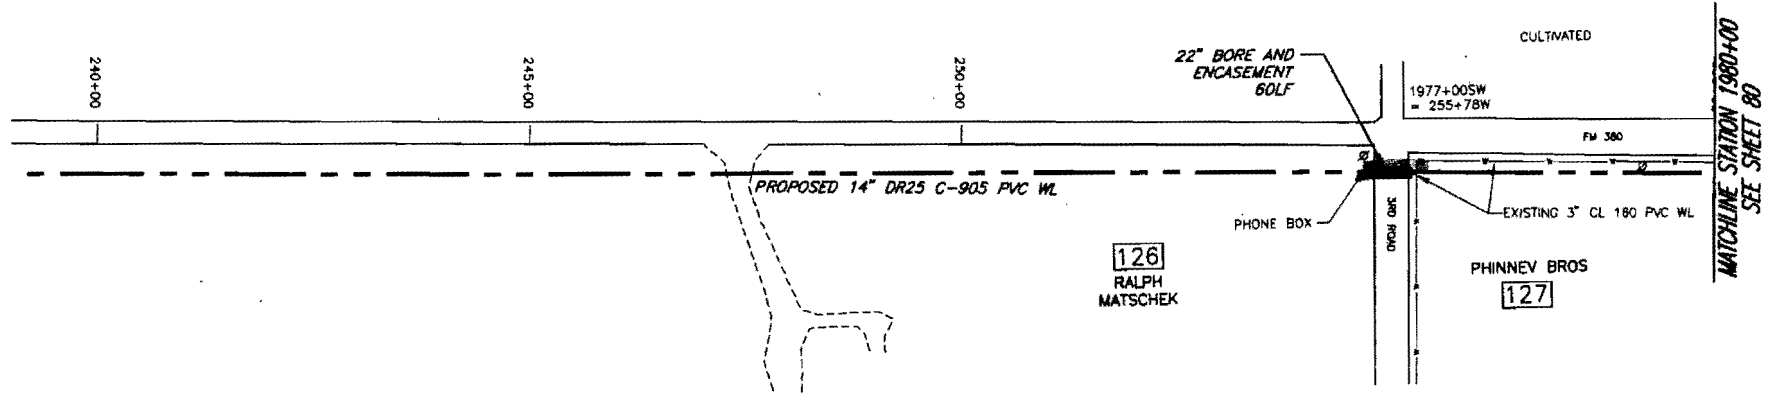 240+00
245+00
250+00
22" BORE AND
ENCASEMENT
60LF
CULTIVATED
1977+00SW
= 255+78W
FM 380
MATCHLINE STATION 1980+00
SEE SHEET 80
PROPOSED 14" DR25 C-905 PVC WL
PHONE BOX
3RD ROAD
EXISTING 3" CL 160 PVC WL
126
RALPH
MATSCHEK
PHINNEV BROS
127